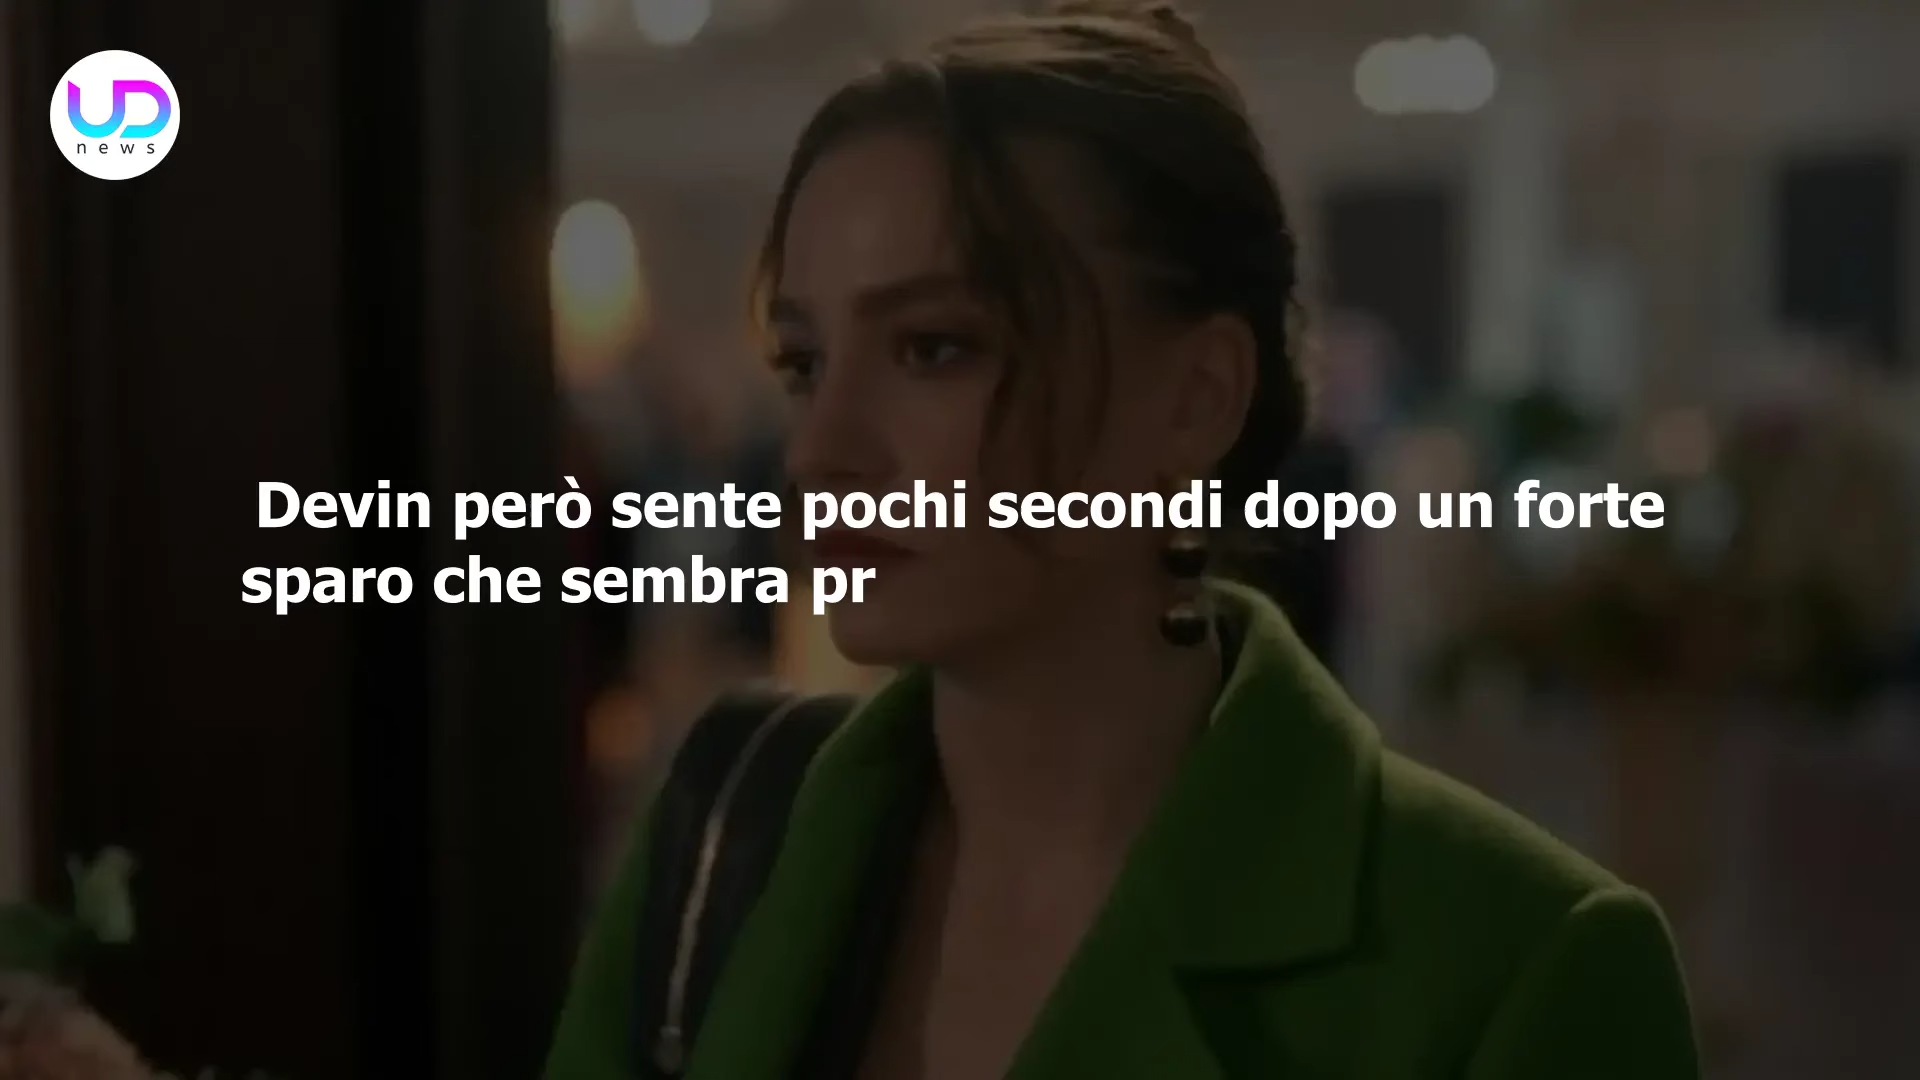 UD
news
Devin però sente pochi secondi dopo un forte
sparo che sembra pr